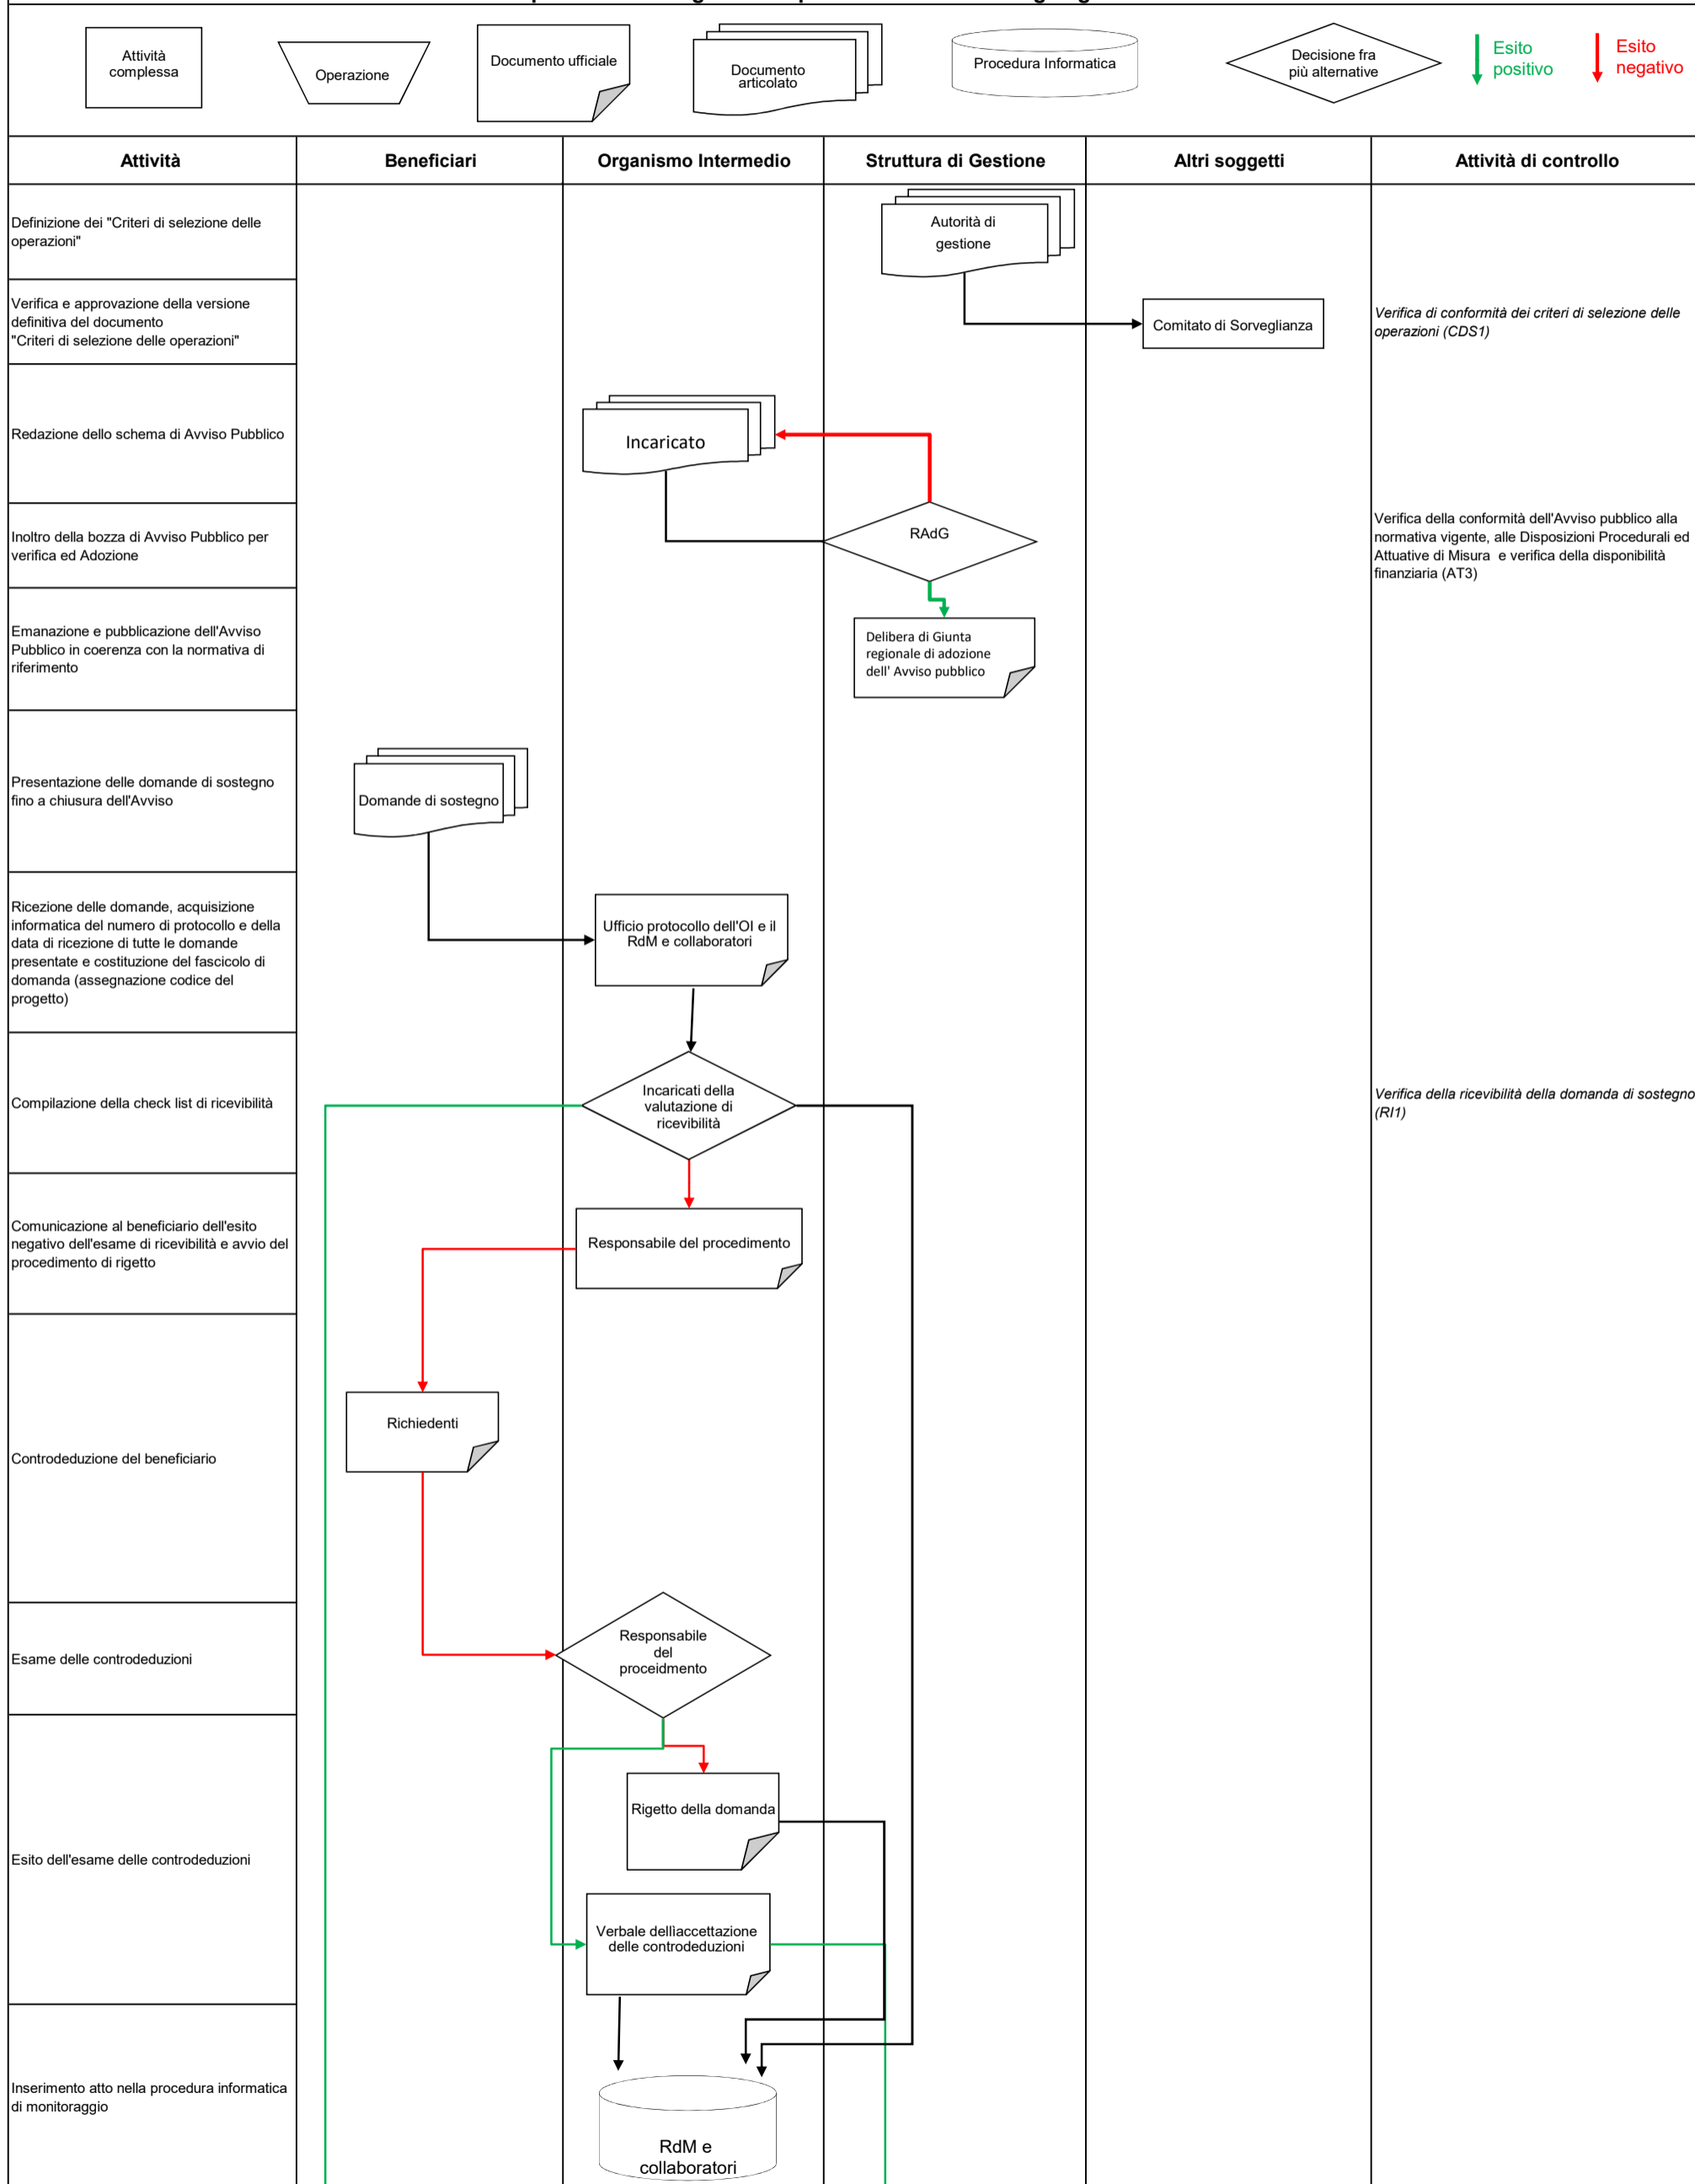 Attività
complessa
Operazione
Documento ufficiale
Documento
articolato
Procedura Informatica
Decisione fra
più alternative
Esito
positivo
Esito
negativo
Attività
Beneficiari
Organismo Intermedio
Struttura di Gestione
Altri soggetti
Attività di controllo
Definizione dei "Criteri di selezione delle
operazioni"
Autorità di
gestione
Verifica e approvazione della versione
definitiva del documento
"Criteri di selezione delle operazioni"
Comitato di Sorveglianza
Verifica di conformità dei criteri di selezione delle
operazioni (CDS1)
Redazione dello schema di Avviso Pubblico
Incaricato
Inoltro della bozza di Avviso Pubblico per
verifica ed Adozione
RAdG
Verifica della conformità dell'Avviso pubblico alla
normativa vigente, alle Disposizioni Procedurali ed
Attuative di Misura e verifica della disponibilità
finanziaria (AT3)
Emanazione e pubblicazione dell'Avviso
Pubblico in coerenza con la normativa di
riferimento
Delibera di Giunta
regionale di adozione
dell' Avviso pubblico
Presentazione delle domande di sostegno
fino a chiusura dell'Avviso
Domande di sostegno
Ricezione delle domande, acquisizione
informatica del numero di protocollo e della
data di ricezione di tutte le domande
presentate e costituzione del fascicolo di
domanda (assegnazione codice del
progetto)
Ufficio protocollo dell'OI e il
RdM e collaboratori
Compilazione della check list di ricevibilità
Incaricati della
valutazione di
ricevibilità
Verifica della ricevibilità della domanda di sostegno
(RI1)
Comunicazione al beneficiario dell'esito
negativo dell'esame di ricevibilità e avvio del
procedimento di rigetto
Responsabile del procedimento
Controdeduzione del beneficiario
Richiedenti
Esame delle controdeduzioni
Responsabile
del
proceidmento
Esito dell'esame delle controdeduzioni
Rigetto della domanda
Verbale dellìaccettazione
delle controdeduzioni
Inserimento atto nella procedura informatica
di monitoraggio
RdM e
collaboratori